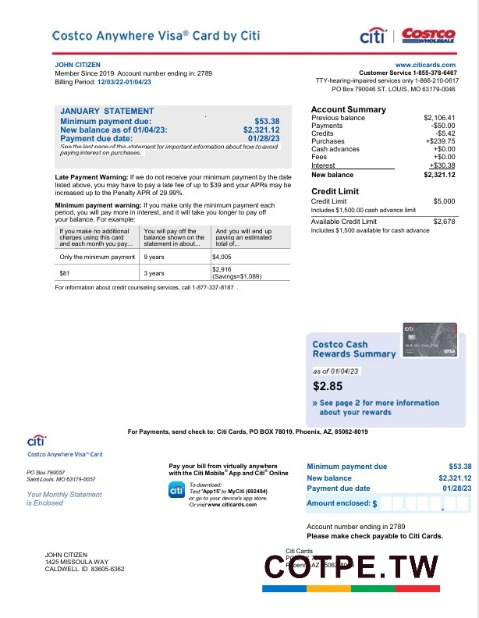 Costco Anywhere Visa® Card by Citi
citi
Costco
WHOLESALE
JOHN CITIZEN
Member Since 2019 Account number ending in: 2789
Billing Period: 12/03/22-01/04/23
www.citicards.com
Customer Service 1-855-378-6467
TTY-hearing-impaired services only 1-866-210-0617
PO Box 790046 ST. LOUIS, MO 63179-0046
JANUARY STATEMENT
Minimum payment due: $53.38
New balance as of 01/04/23: $2,321.12
Payment due date: 01/28/23
See the last page of this statement for important information about how to avoid
paying interest on purchases.
Late Payment Warning: If we do not receive your minimum payment by the date
listed above, you may have to pay a late fee of up to $39 and your APRs may be
increased up to the Penalty APR of 29.99%.
Minimum payment warning: If you make only the minimum payment each
period, you will pay more in interest, and it will take you longer to pay off
your balance. For example:
If you make no additional
charges using this card
and each month you pay...
You will pay off the
balance shown on the
statement in about...
And you will end up
paying an estimated
total of...
Only the minimum payment 9 years $4,005
$81 3 years $2,916
(Savings=$1,089)
For information about credit counseling services, call 1-877-337-8187 .
Account Summary
Previous balance $2,106.41
Payments -$50.00
Credits -$5.42
Purchases +$239.75
Cash advances +$0.00
Fees +$0.00
Interest +$30.38
New balance $2,321.12
Credit Limit
Credit Limit $5,000
Includes $1,500.00 cash advance limit
Available Credit Limit $2,678
Includes $1,500 available for cash advance
Costco Cash
Rewards Summary
citi
VISA
as of 01/04/23
$2.85
» See page 2 for more information
about your rewards
For Payments, send check to: Citi Cards, PO BOX 78019, Phoenix, AZ, 85062-8019
citi
Costco Anywhere Visa® Card
PO Box 790057
Saint Louis, MO 63179-0051
Your Monthly Statement
is Enclosed
Pay your bill from virtually anywhere
with the Citi Mobile® App and Citi® Online
citi
To download:
Text 'App15' to MyCiti (692484)
or go to your device's app store.
Or visit www.citicards.com
Minimum payment due $53.38
New balance $2,321.12
Payment due date 01/28/23
Amount enclosed: $
Account number ending in 2789
Please make check payable to Citi Cards.
JOHN CITIZEN
1425 MISSOULA WAY
CALDWELL ID 83605-6362
Citi Cards
COTPE.TW